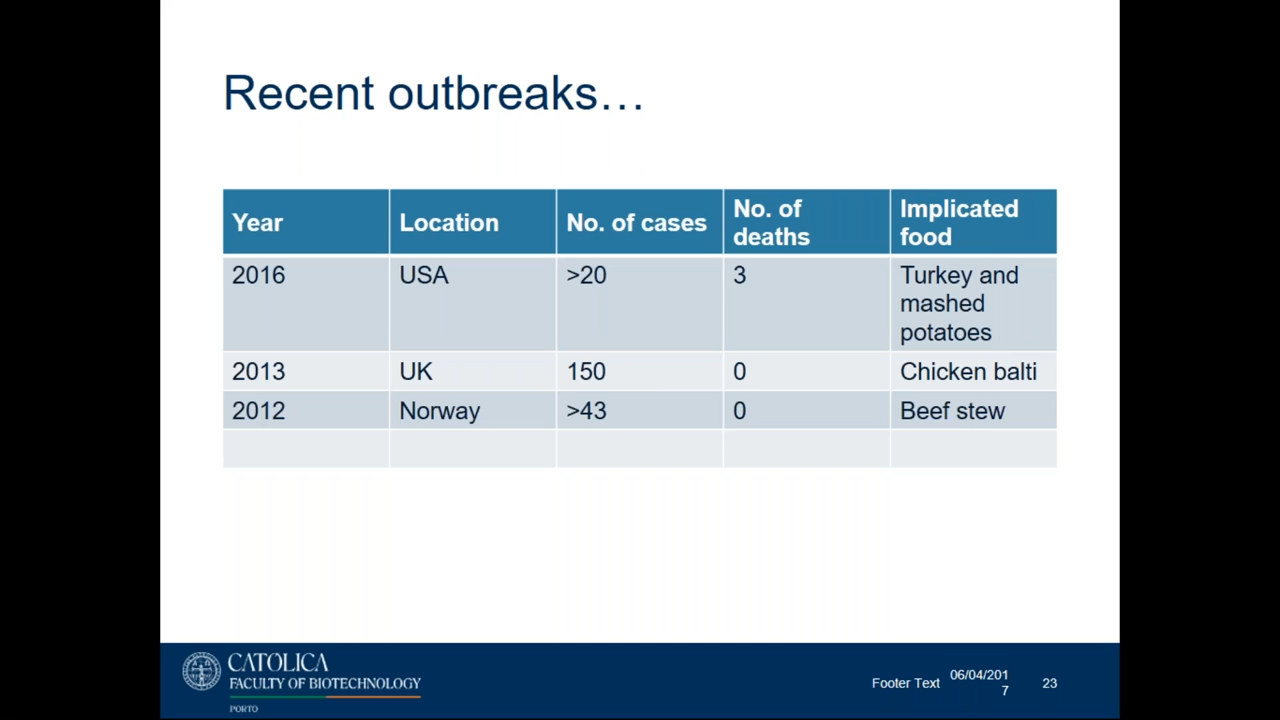 Recent outbreaks…
Year Location No. of cases No. of deaths Implicated food
2016 USA >20 3 Turkey and mashed potatoes
2013 UK 150 0 Chicken balti
2012 Norway >43 0 Beef stew
CATÓLICA
FACULTY OF BIOTECHNOLOGY
PORTO
Footer Text
06/04/201
7
23